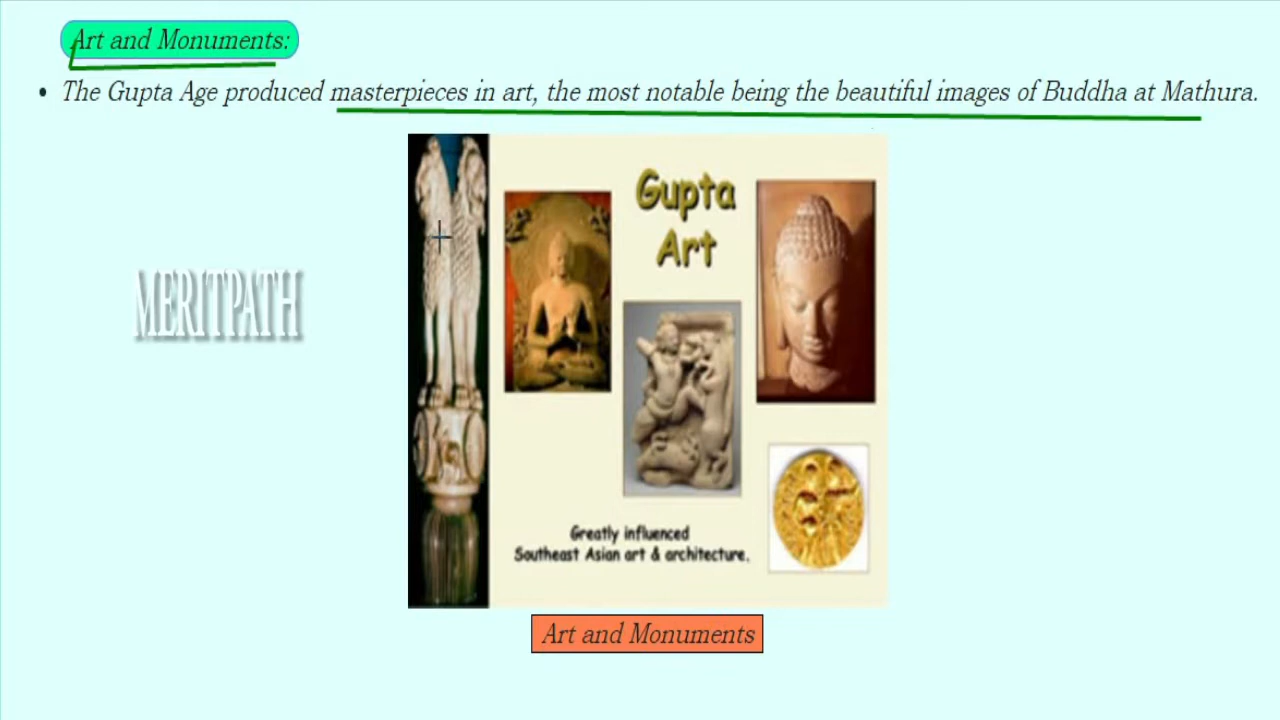 Art and Monuments:
• The Gupta Age produced masterpieces in art, the most notable being the beautiful images of Buddha at Mathura.
Gupta
Art
MERITPATH
Greatly influenced
Southeast Asian art & architecture.
Art and Monuments